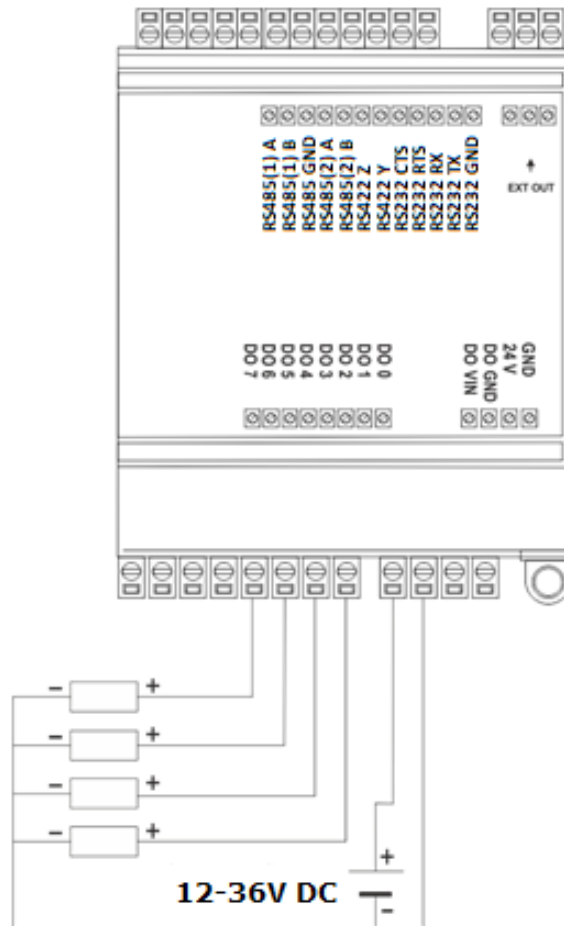 RS485(1) A
RS485(1) B
RS485 GND
RS485(2) A
RS485(2) B
RS422 Z
RS422 Y
RS232 CTS
RS232 RTS
RS232 RX
RS232 TX
RS232 GND
EXT OUT
DO 7
DO 6
DO 5
DO 4
DO 3
DO 2
DO 1
DO 0
DO VIN
DO GND
24 V
GND
- +
- +
- +
- +
+
12-36V DC
-